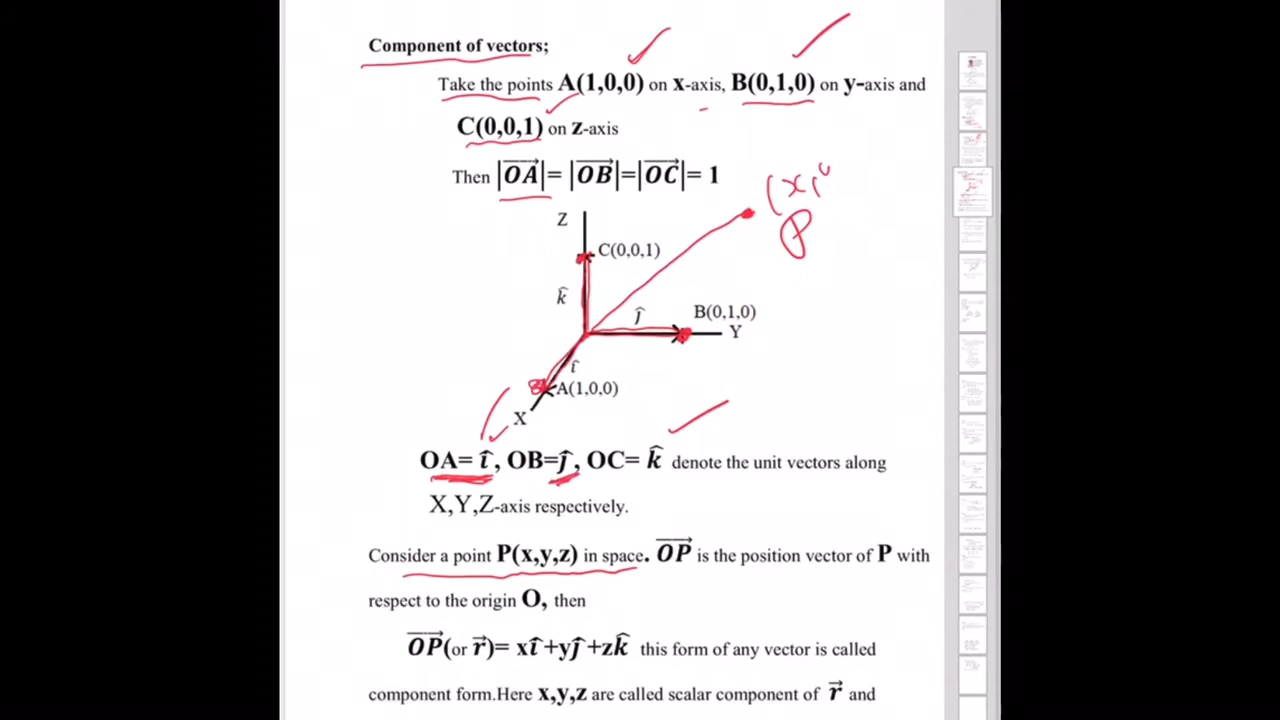 Component of vectors;
Take the points A(1,0,0) on x-axis, B(0,1,0) on y-axis and
C(0,0,1) on z-axis
Then |OA|= |OB|=|OC|= 1
(x,
P
Z
C(0,0,1)
k̂
ĵ
B(0,1,0)
Y
î
A(1,0,0)
X
OA= î, OB=ĵ, OC= k̂ denote the unit vectors along
X,Y,Z-axis respectively.
Consider a point P(x,y,z) in space. OP is the position vector of P with
respect to the origin O, then
OP(or r⃗)= xî+yĵ+zk̂ this form of any vector is called
component form.Here x,y,z are called scalar component of r⃗ and